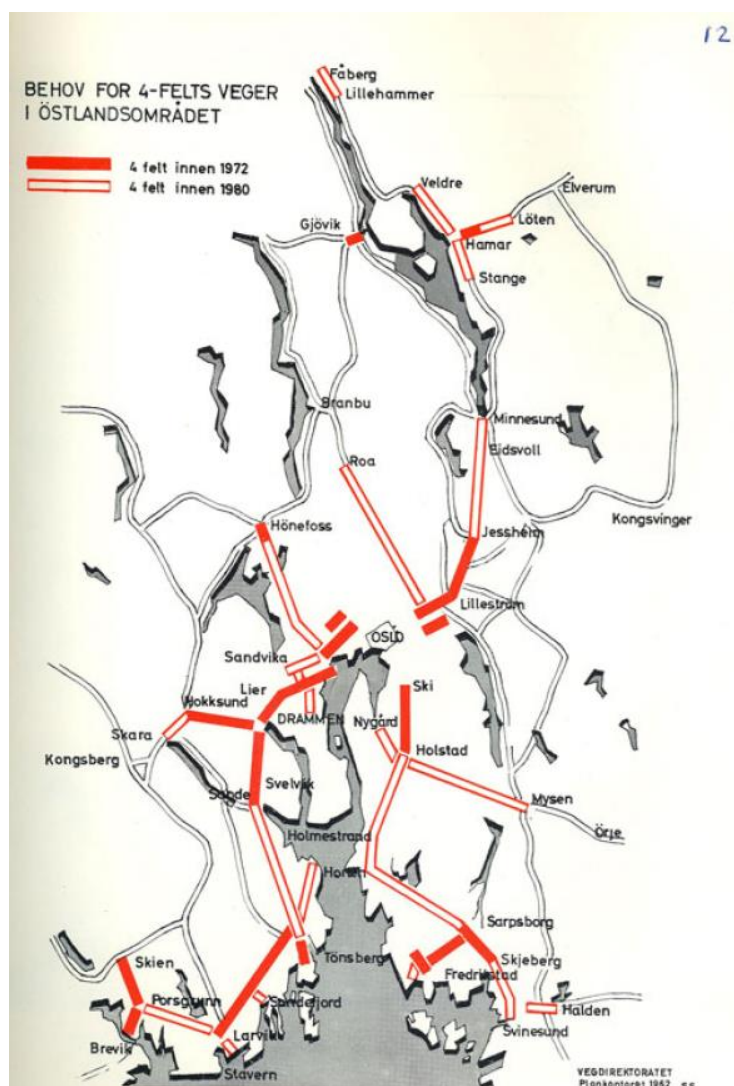 12
BEHOV FOR 4-FELTS VEGER
I ÖSTLANDSOMRÅDET
4 felt innen 1972
4 felt innen 1980
Fåberg
Lillehammer
Veldre
Elverum
Gjövik
Löten
Hamar
Stange
Branbu
Minnesund
Eidsvoll
Roa
Kongsvinger
Hönefoss
Jessheim
Lilleström
OSLO
Sandvika
Lier
Ski
Hokksund
DRAMMEN
Nygård
Skara
Holstad
Kongsberg
Svelvik
Sande
Mysen
Örje
Holmestrand
Horten
Sarpsborg
Skien
Tönsberg
Skjeberg
Fredrikstad
Porsgrunn
Sandefjord
Halden
Brevik
Larvik
Svinesund
Stavern
VEGDIREKTORATET
Plankontoret 1962